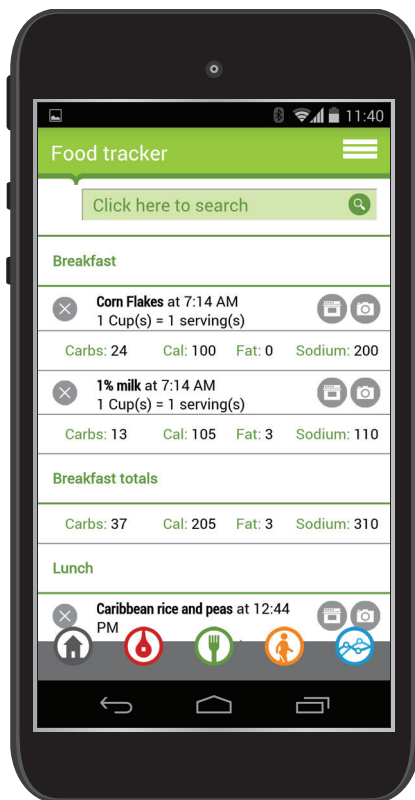 11:40
Food tracker
Click here to search
Breakfast
Corn Flakes at 7:14 AM
1 Cup(s) = 1 serving(s)
Carbs: 24 Cal: 100 Fat: 0 Sodium: 200
1% milk at 7:14 AM
1 Cup(s) = 1 serving(s)
Carbs: 13 Cal: 105 Fat: 3 Sodium: 110
Breakfast totals
Carbs: 37 Cal: 205 Fat: 3 Sodium: 310
Lunch
Caribbean rice and peas at 12:44
PM